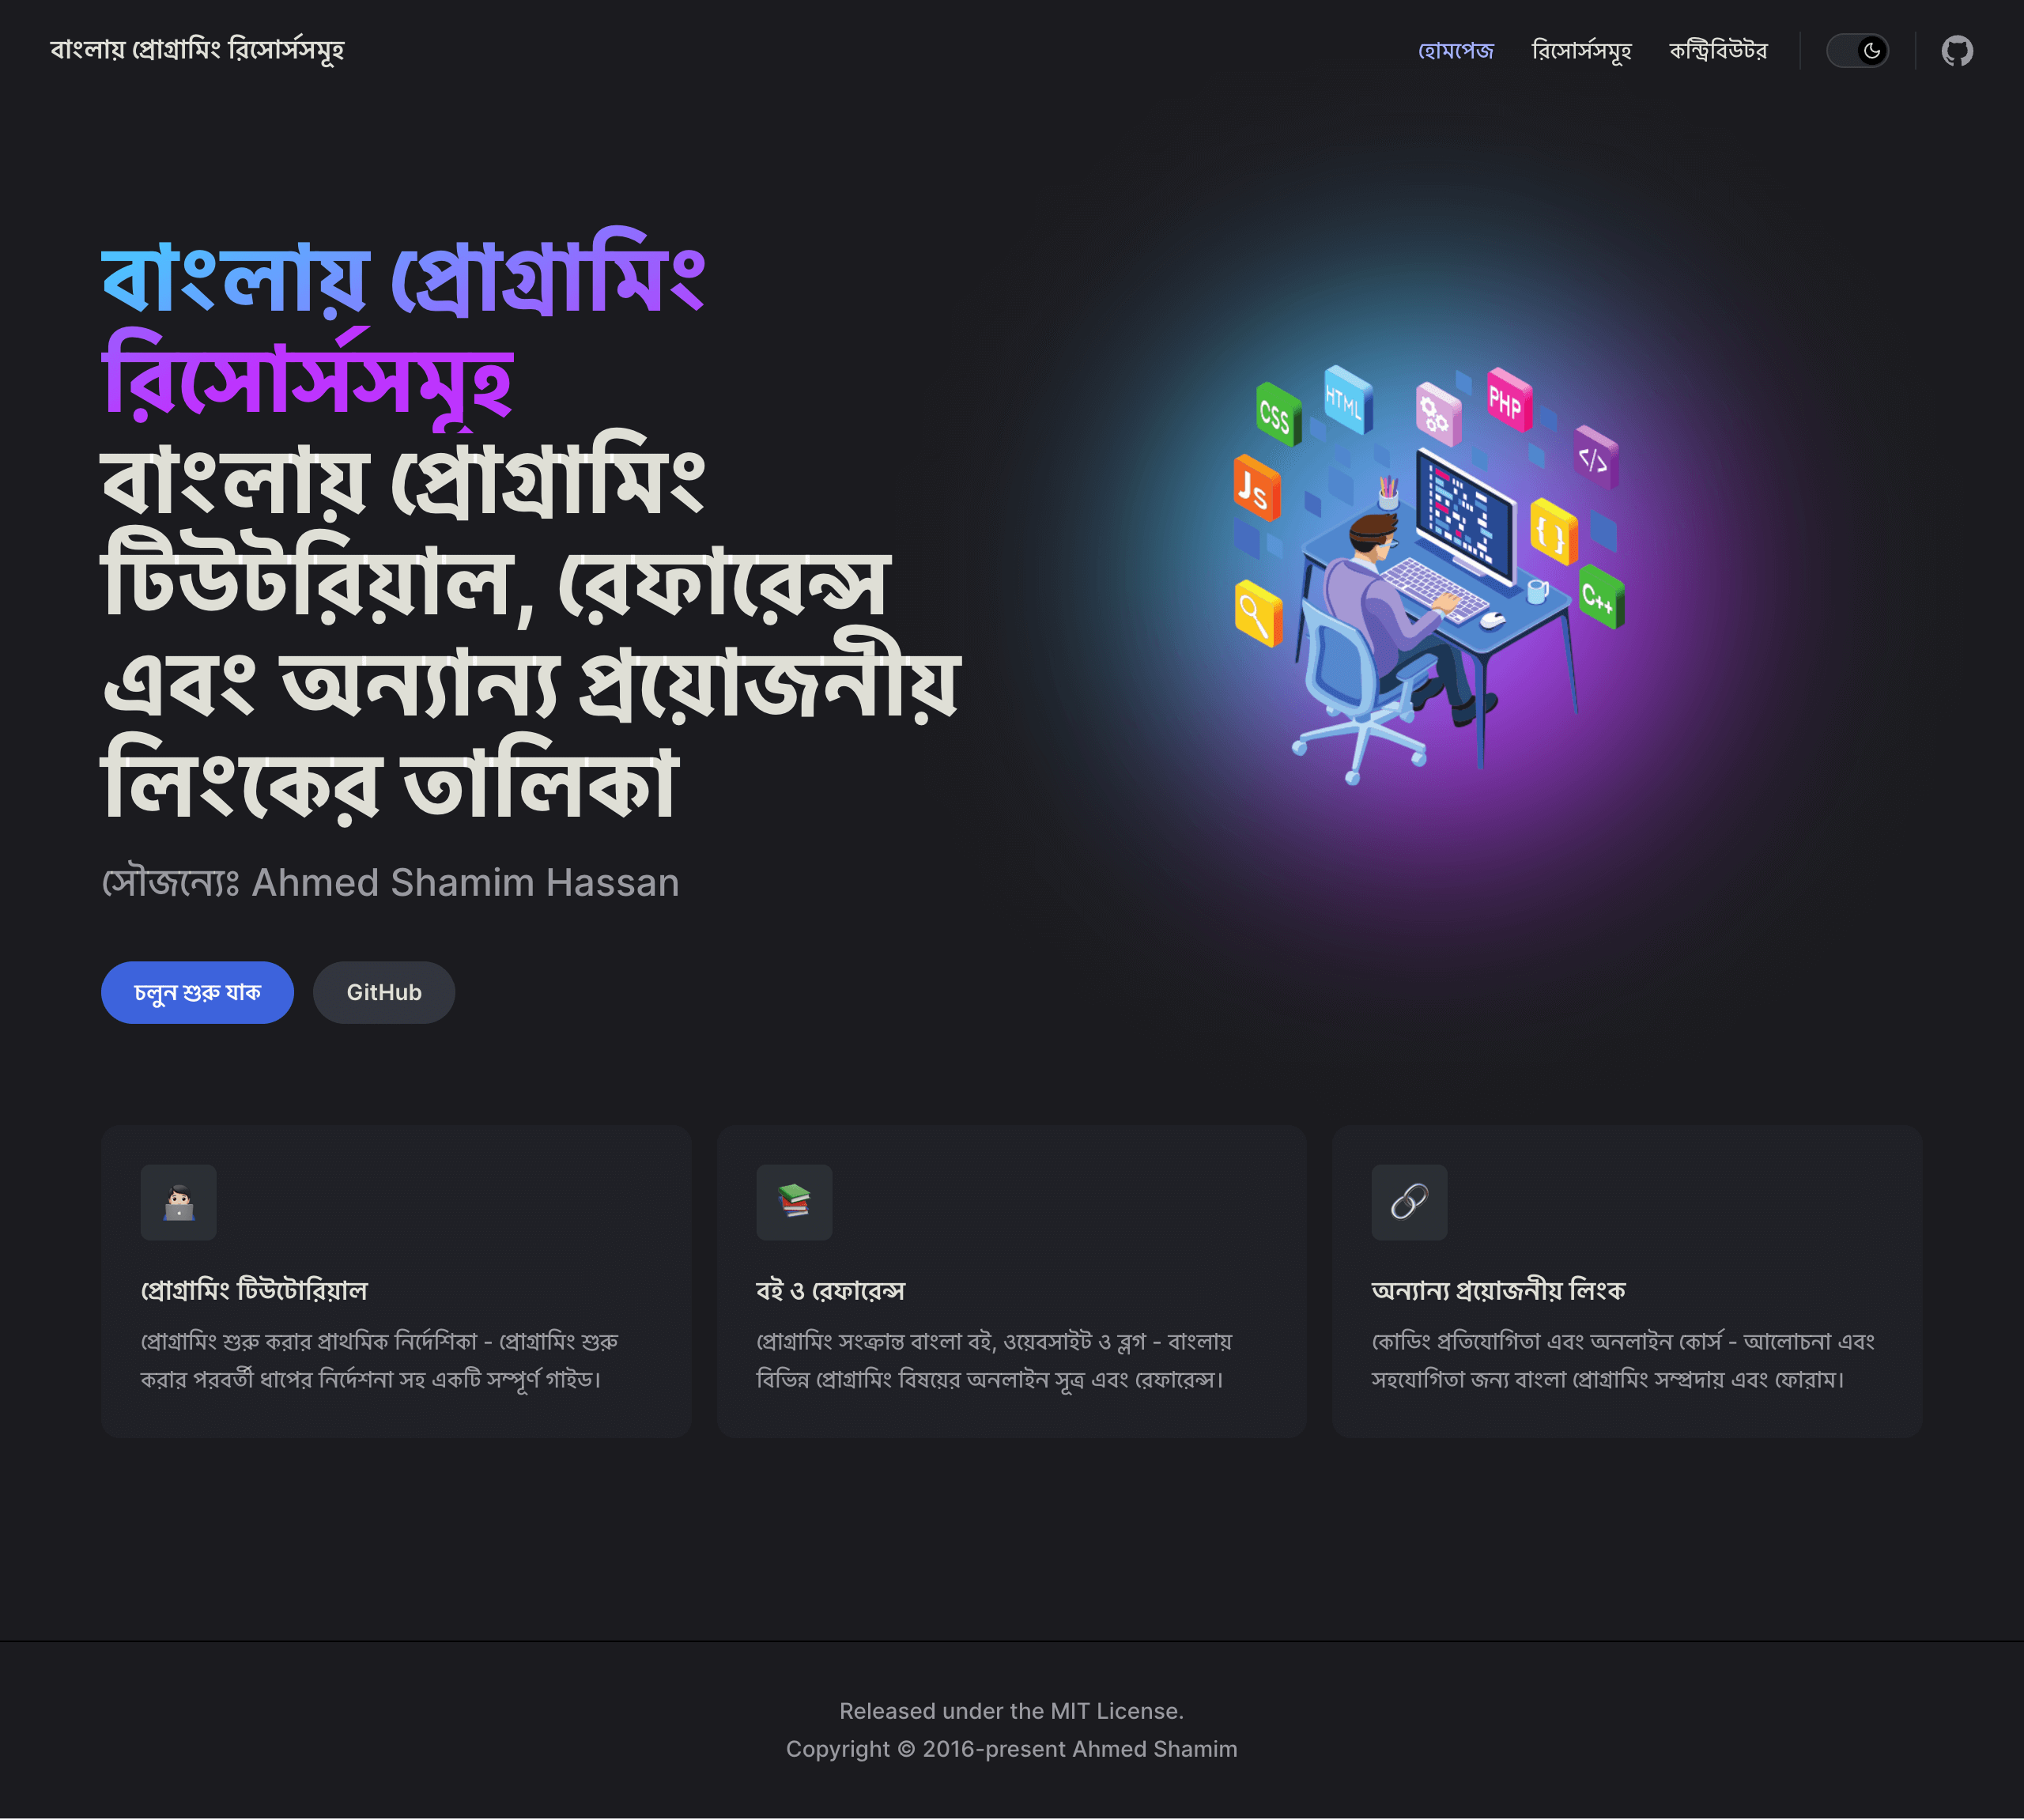 বাংলায় প্রোগ্রামিং রিসোর্সসমূহ
হোমপেজ
রিসোর্সসমূহ
কন্ট্রিবিউটর
বাংলায় প্রোগ্রামিং
রিসোর্সসমূহ
বাংলায় প্রোগ্রামিং
টিউটরিয়াল, রেফারেন্স
এবং অন্যান্য প্রয়োজনীয়
লিংকের তালিকা
সৌজন্যেঃ Ahmed Shamim Hassan
চলুন শুরু যাক
GitHub
CSS
HTML
PHP
</>
Js
{ }
C++
প্রোগ্রামিং টিউটোরিয়াল
প্রোগ্রামিং শুরু করার প্রাথমিক নির্দেশিকা - প্রোগ্রামিং শুরু
করার পরবর্তী ধাপের নির্দেশনা সহ একটি সম্পূর্ণ গাইড।
বই ও রেফারেন্স
প্রোগ্রামিং সংক্রান্ত বাংলা বই, ওয়েবসাইট ও ব্লগ - বাংলায়
বিভিন্ন প্রোগ্রামিং বিষয়ের অনলাইন সূত্র এবং রেফারেন্স।
অন্যান্য প্রয়োজনীয় লিংক
কোডিং প্রতিযোগিতা এবং অনলাইন কোর্স - আলোচনা এবং
সহযোগিতা জন্য বাংলা প্রোগ্রামিং সম্প্রদায় এবং ফোরাম।
Released under the MIT License.
Copyright © 2016-present Ahmed Shamim